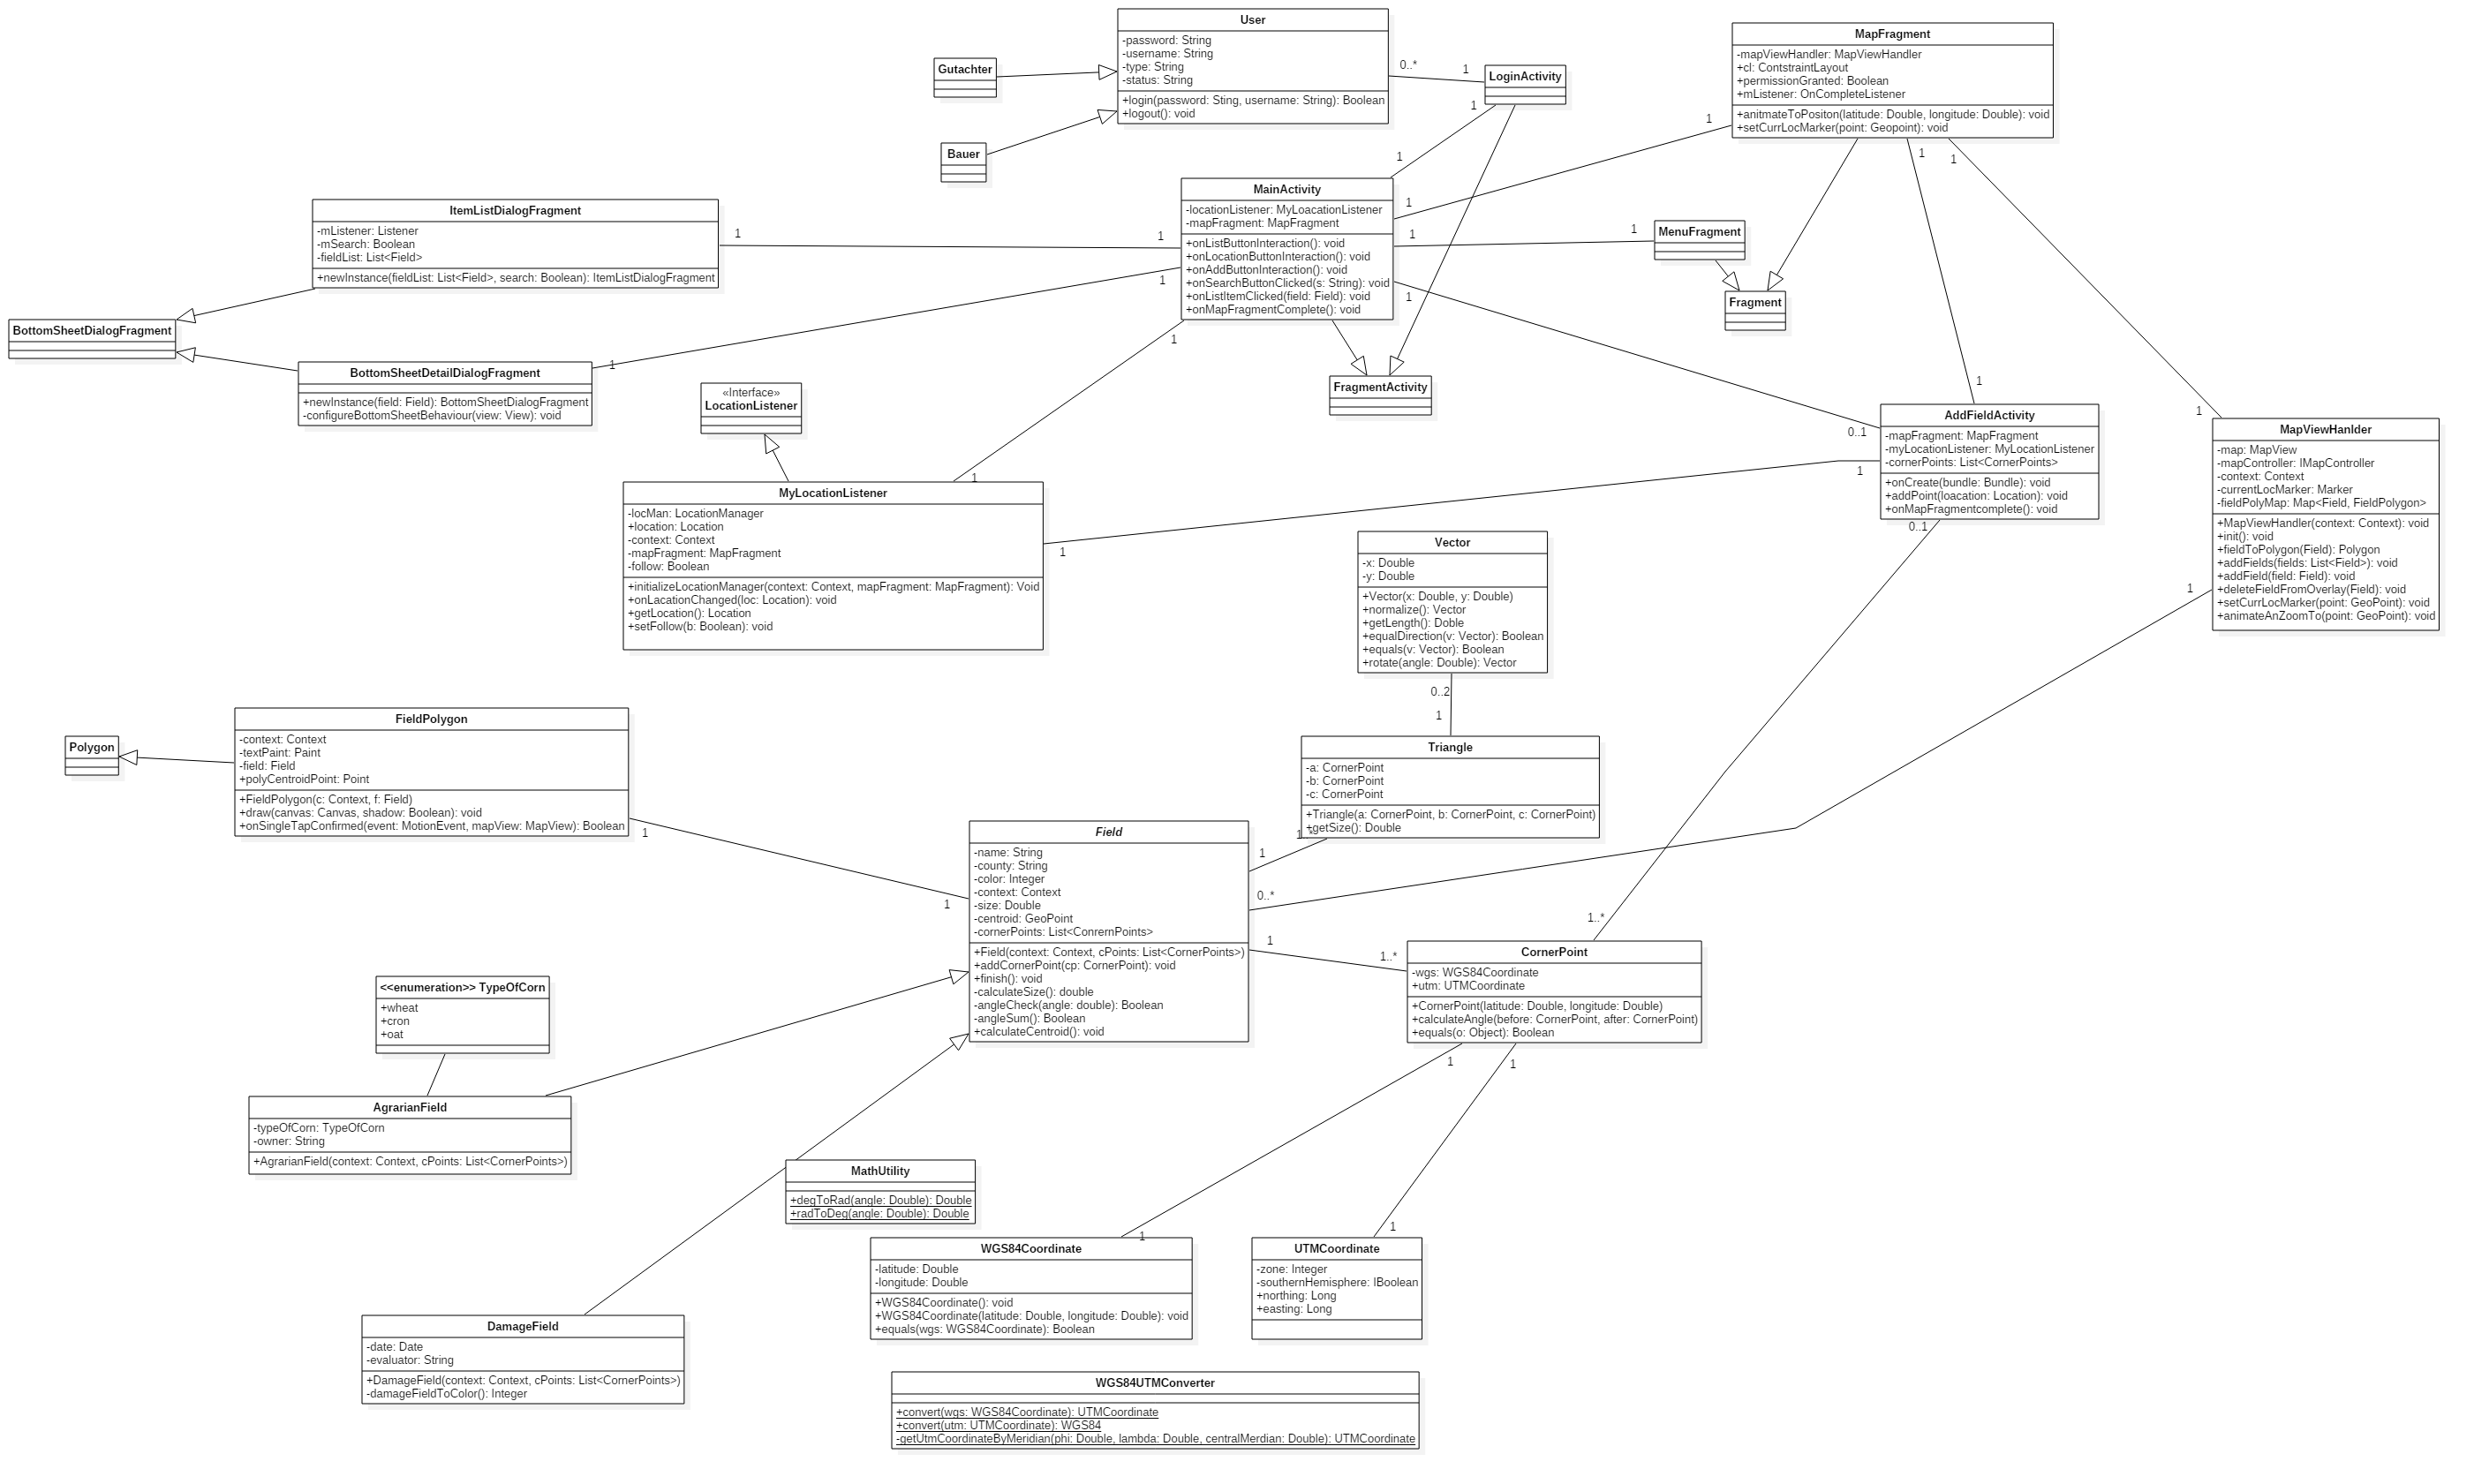 User
-password: String
-username: String
-type: String
-status: String
+login(password: Sting, username: String): Boolean
+logout(): void
Gutachter
Bauer
0..*
1
LoginActivity
1
1
MapFragment
-mapViewHandler: MapViewHandler
+cl: ContstraintLayout
+permissionGranted: Boolean
+mListener: OnCompleteListener
+anitmateToPositon(latitude: Double, longitude: Double): void
+setCurrLocMarker(point: Geopoint): void
1
1
1
1
ItemListDialogFragment
-mListener: Listener
-mSearch: Boolean
-fieldList: List<Field>
+newInstance(fieldList: List<Field>, search: Boolean): ItemListDialogFragment
1
1
MainActivity
-locationListener: MyLoacationListener
-mapFragment: MapFragment
+onListButtonInteraction(): void
+onLocationButtonInteraction(): void
+onAddButtonInteraction(): void
+onSearchButtonClicked(s: String): void
+onListItemClicked(field: Field): void
+onMapFragmentComplete(): void
1
1
MenuFragment
Fragment
1
1
1
BottomSheetDialogFragment
BottomSheetDetailDialogFragment
+newInstance(field: Field): BottomSheetDialogFragment
-configureBottomSheetBehaviour(view: View): void
1
FragmentActivity
«Interface»
LocationListener
1
0..1
1
AddFieldActivity
-mapFragment: MapFragment
-myLocationListener: MyLocationListener
-cornerPoints: List<CornerPoints>
+onCreate(bundle: Bundle): void
+addPoint(loacation: Location): void
+onMapFragmentcomplete(): void
1
0..1
1
MapViewHanlder
-map: MapView
-mapController: IMapController
-context: Context
-currentLocMarker: Marker
-fieldPolyMap: Map<Field, FieldPolygon>
+MapViewHandler(context: Context): void
+init(): void
+fieldToPolygon(Field): Polygon
+addFields(fields: List<Field>): void
+addField(field: Field): void
+deleteFieldFromOverlay(Field): void
+setCurrLocMarker(point: GeoPoint): void
+animateAnZoomTo(point: GeoPoint): void
1
1
MyLocationListener
-locMan: LocationManager
+location: Location
-context: Context
-mapFragment: MapFragment
-follow: Boolean
+initializeLocationManager(context: Context, mapFragment: MapFragment): Void
+onLacationChanged(loc: Location): void
+getLocation(): Location
+setFollow(b: Boolean): void
1
Vector
-x: Double
-y: Double
+Vector(x: Double, y: Double)
+normalize(): Vector
+getLength(): Doble
+equalDirection(v: Vector): Boolean
+equals(v: Vector): Boolean
+rotate(angle: Double): Vector
0..2
1
Triangle
-a: CornerPoint
-b: CornerPoint
-c: CornerPoint
+Triangle(a: CornerPoint, b: CornerPoint, c: CornerPoint)
+getSize(): Double
1..*
1
Polygon
FieldPolygon
-context: Context
-textPaint: Paint
-field: Field
+polyCentroidPoint: Point
+FieldPolygon(c: Context, f: Field)
+draw(canvas: Canvas, shadow: Boolean): void
+onSingleTapConfirmed(event: MotionEvent, mapView: MapView): Boolean
1
1
Field
-name: String
-county: String
-color: Integer
-context: Context
-size: Double
-centroid: GeoPoint
-cornerPoints: List<ConrernPoints>
+Field(context: Context, cPoints: List<CornerPoints>)
+addCornerPoint(cp: CornerPoint): void
+finish(): void
-calculateSize(): double
-angleCheck(angle: double): Boolean
-angleSum(): Boolean
+calculateCentroid(): void
0..*
1
1..*
1..*
CornerPoint
-wgs: WGS84Coordinate
+utm: UTMCoordinate
+CornerPoint(latitude: Double, longitude: Double)
+calculateAngle(before: CornerPoint, after: CornerPoint)
+equals(o: Object): Boolean
1
1
<<enumeration>> TypeOfCorn
+wheat
+cron
+oat
AgrarianField
-typeOfCorn: TypeOfCorn
-owner: String
+AgrarianField(context: Context, cPoints: List<CornerPoints>)
MathUtility
+degToRad(angle: Double): Double
+radToDeg(angle: Double): Double
1
WGS84Coordinate
-latitude: Double
-longitude: Double
+WGS84Coordinate(): void
+WGS84Coordinate(latitude: Double, longitude: Double): void
+equals(wgs: WGS84Coordinate): Boolean
1
UTMCoordinate
-zone: Integer
-southernHemisphere: IBoolean
+northing: Long
+easting: Long
DamageField
-date: Date
-evaluator: String
+DamageField(context: Context, cPoints: List<CornerPoints>)
-damageFieldToColor(): Integer
WGS84UTMConverter
+convert(wgs: WGS84Coordinate): UTMCoordinate
+convert(utm: UTMCoordinate): WGS84
-getUtmCoordinateByMeridian(phi: Double, lambda: Double, centralMerdian: Double): UTMCoordinate